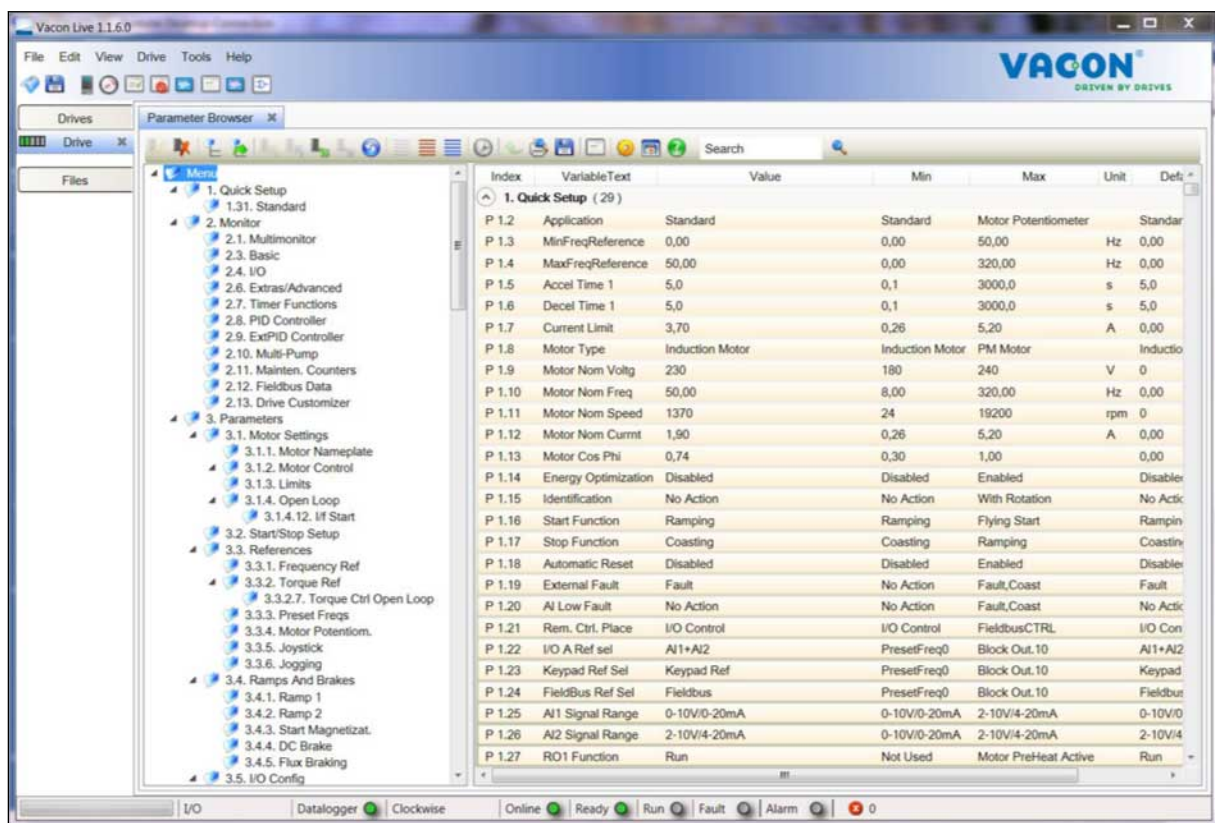 Vacon Live 1.1.6.0
File Edit View Drive Tools Help
VACON®
DRIVEN BY DRIVES
Drives
Drive
Files
Parameter Browser
Search
Menu
1. Quick Setup
1.31. Standard
2. Monitor
2.1. Multimonitor
2.3. Basic
2.4. I/O
2.6. Extras/Advanced
2.7. Timer Functions
2.8. PID Controller
2.9. ExtPID Controller
2.10. Multi-Pump
2.11. Mainten. Counters
2.12. Fieldbus Data
2.13. Drive Customizer
3. Parameters
3.1. Motor Settings
3.1.1. Motor Nameplate
3.1.2. Motor Control
3.1.3. Limits
3.1.4. Open Loop
3.1.4.12. I/f Start
3.2. Start/Stop Setup
3.3. References
3.3.1. Frequency Ref
3.3.2. Torque Ref
3.3.2.7. Torque Ctrl Open Loop
3.3.3. Preset Freqs
3.3.4. Motor Potentiom.
3.3.5. Joystick
3.3.6. Jogging
3.4. Ramps And Brakes
3.4.1. Ramp 1
3.4.2. Ramp 2
3.4.3. Start Magnetizat.
3.4.4. DC Brake
3.4.5. Flux Braking
3.5. I/O Config
Index VariableText Value Min Max Unit Defa
1. Quick Setup (29)
P 1.2 Application Standard Standard Motor Potentiometer Standar
P 1.3 MinFreqReference 0,00 0,00 50,00 Hz 0,00
P 1.4 MaxFreqReference 50,00 0,00 320,00 Hz 0,00
P 1.5 Accel Time 1 5,0 0,1 3000,0 s 5,0
P 1.6 Decel Time 1 5,0 0,1 3000,0 s 5,0
P 1.7 Current Limit 3,70 0,26 5,20 A 0,00
P 1.8 Motor Type Induction Motor Induction Motor PM Motor Inductio
P 1.9 Motor Nom Voltg 230 180 240 V 0
P 1.10 Motor Nom Freq 50,00 8,00 320,00 Hz 0,00
P 1.11 Motor Nom Speed 1370 24 19200 rpm 0
P 1.12 Motor Nom Currnt 1,90 0,26 5,20 A 0,00
P 1.13 Motor Cos Phi 0,74 0,30 1,00 0,00
P 1.14 Energy Optimization Disabled Disabled Enabled Disable
P 1.15 Identification No Action No Action With Rotation No Actic
P 1.16 Start Function Ramping Ramping Flying Start Rampin
P 1.17 Stop Function Coasting Coasting Ramping Coastin
P 1.18 Automatic Reset Disabled Disabled Enabled Disable
P 1.19 External Fault Fault No Action Fault,Coast Fault
P 1.20 AI Low Fault No Action No Action Fault,Coast No Actic
P 1.21 Rem. Ctrl. Place I/O Control I/O Control FieldbusCTRL I/O Con
P 1.22 I/O A Ref sel AI1+AI2 PresetFreq0 Block Out.10 AI1+AI2
P 1.23 Keypad Ref Sel Keypad Ref PresetFreq0 Block Out.10 Keypad
P 1.24 FieldBus Ref Sel Fieldbus PresetFreq0 Block Out.10 Fieldbus
P 1.25 AI1 Signal Range 0-10V/0-20mA 0-10V/0-20mA 2-10V/4-20mA 0-10V/0
P 1.26 AI2 Signal Range 2-10V/4-20mA 0-10V/0-20mA 2-10V/4-20mA 2-10V/4
P 1.27 RO1 Function Run Not Used Motor PreHeat Active Run
I/O Datalogger Clockwise Online Ready Run Fault Alarm 0